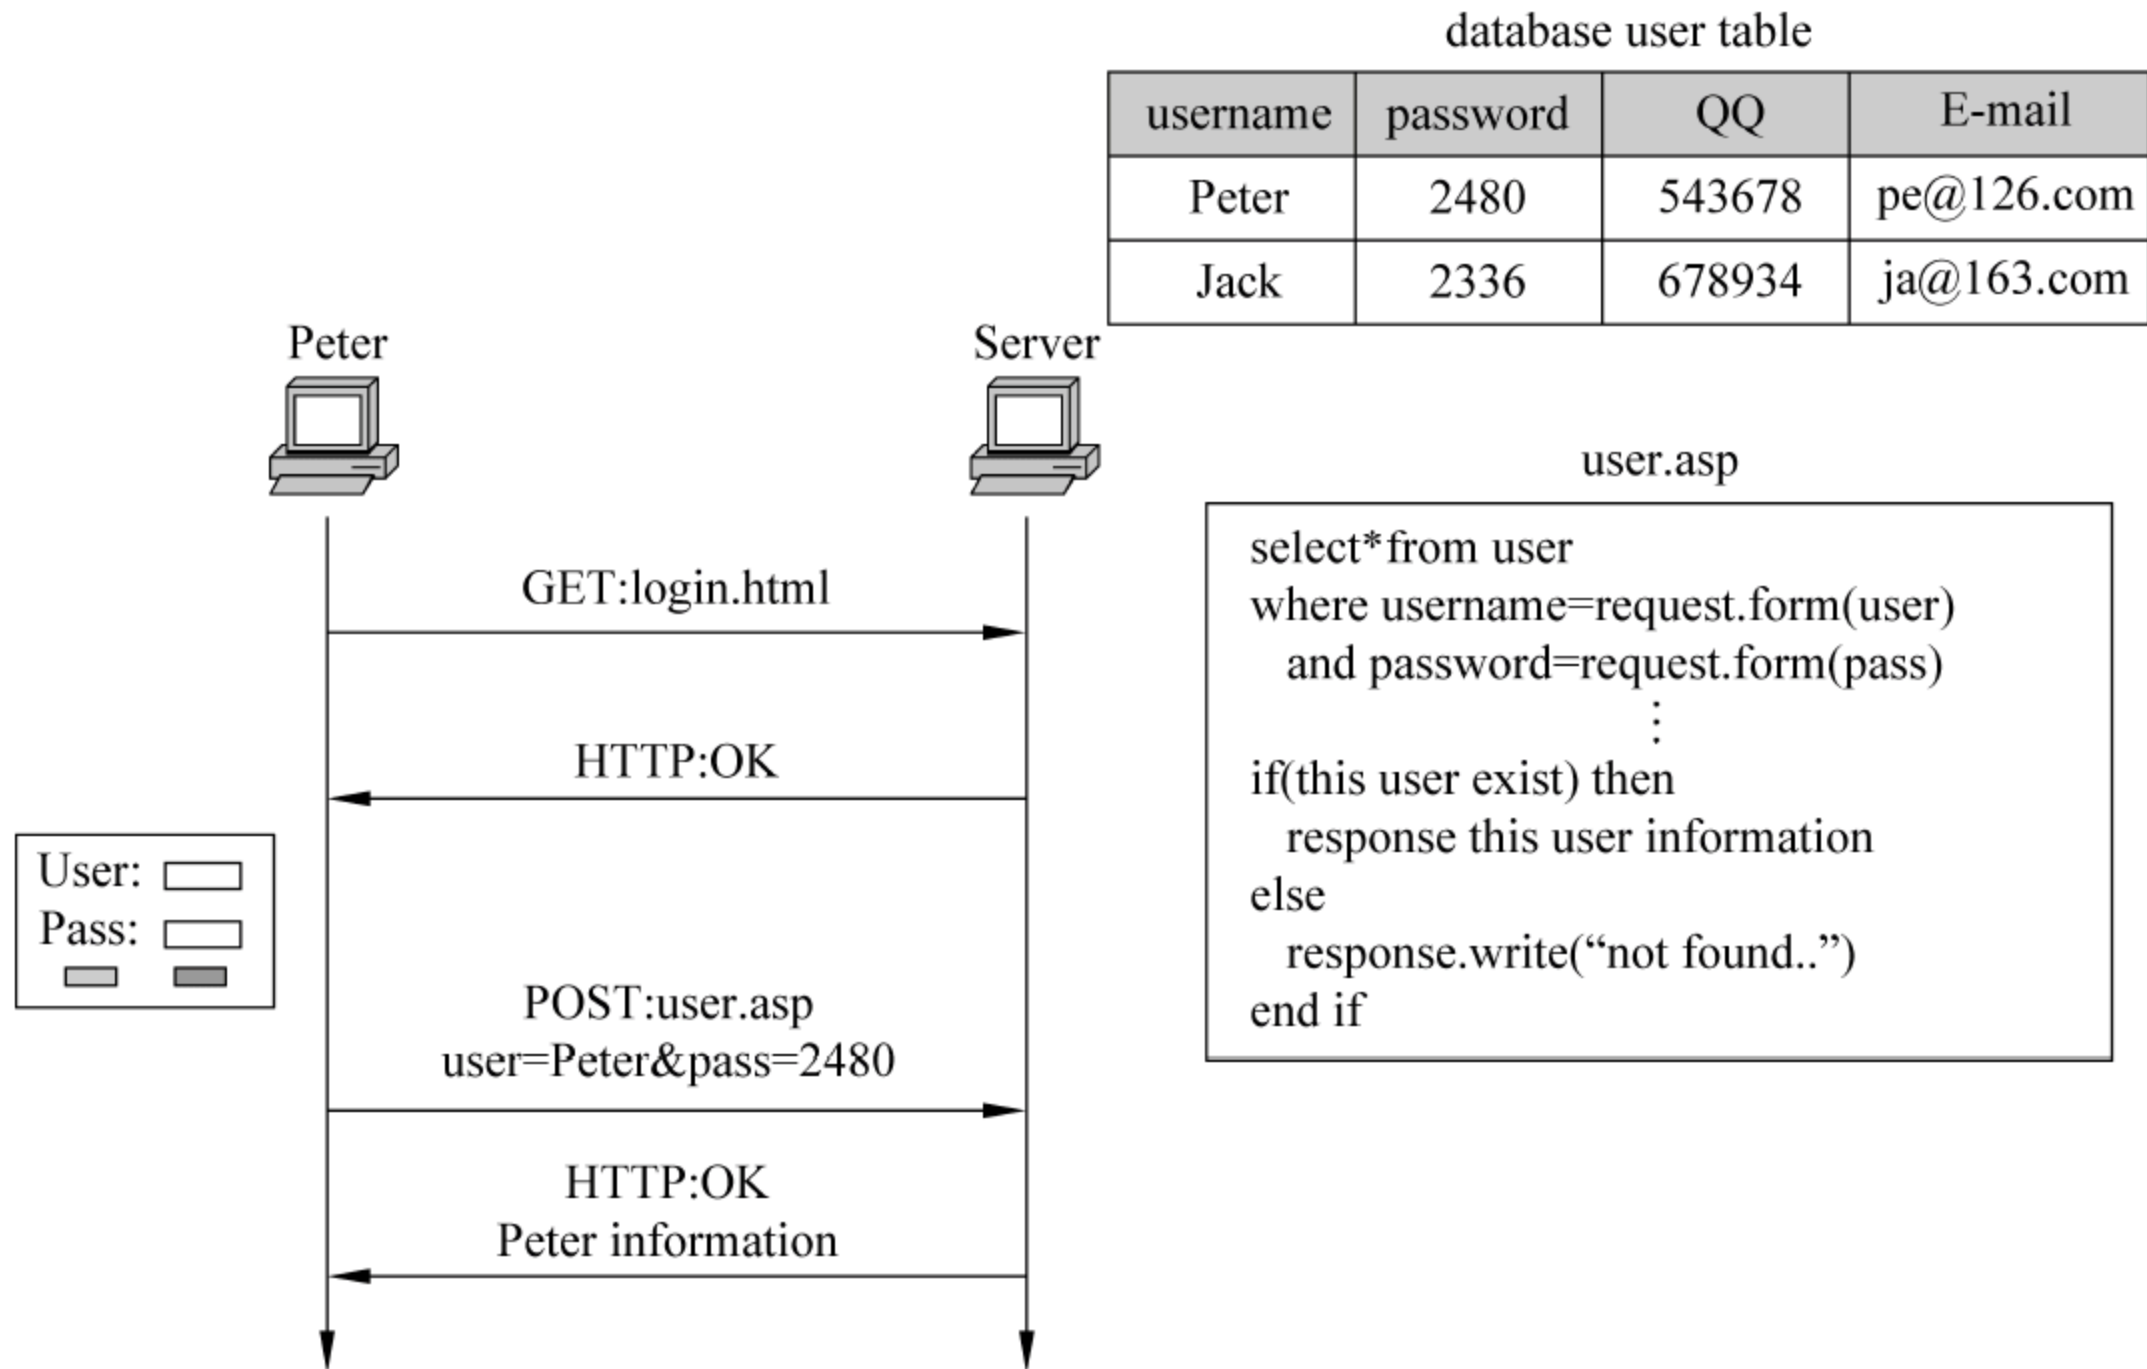 database user table
username password QQ E-mail
Peter 2480 543678 pe@126.com
Jack 2336 678934 ja@163.com
Peter
Server
GET:login.html
HTTP:OK
User:
Pass:
POST:user.asp
user=Peter&pass=2480
HTTP:OK
Peter information
user.asp
select*from user
where username=request.form(user)
and password=request.form(pass)
⋮
if(this user exist) then
response this user information
else
response.write(“not found..”)
end if